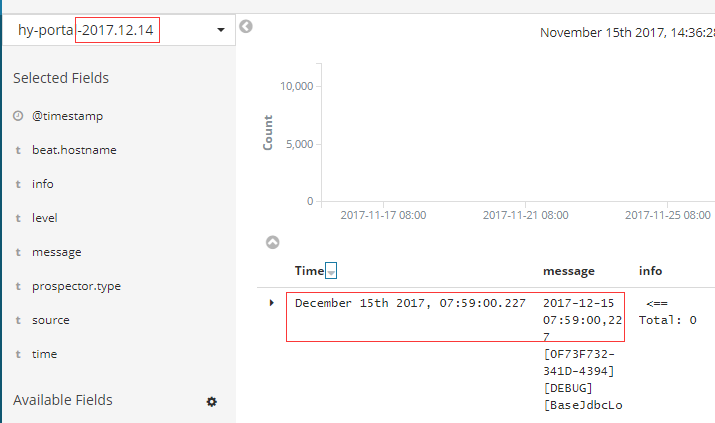 hy-portal-2017.12.14
Selected Fields
@timestamp
t beat.hostname
t info
t level
t message
t prospector.type
t source
t time
Available Fields
November 15th 2017, 14:36:28
Count
10,000
5,000
0
2017-11-17 08:00
2017-11-21 08:00
2017-11-25 08:00
Time message info
December 15th 2017, 07:59:00.227
2017-12-15
07:59:00,22
7
[0F73F732-
341D-4394]
[DEBUG]
[BaseJdbcLo
<==
Total: 0